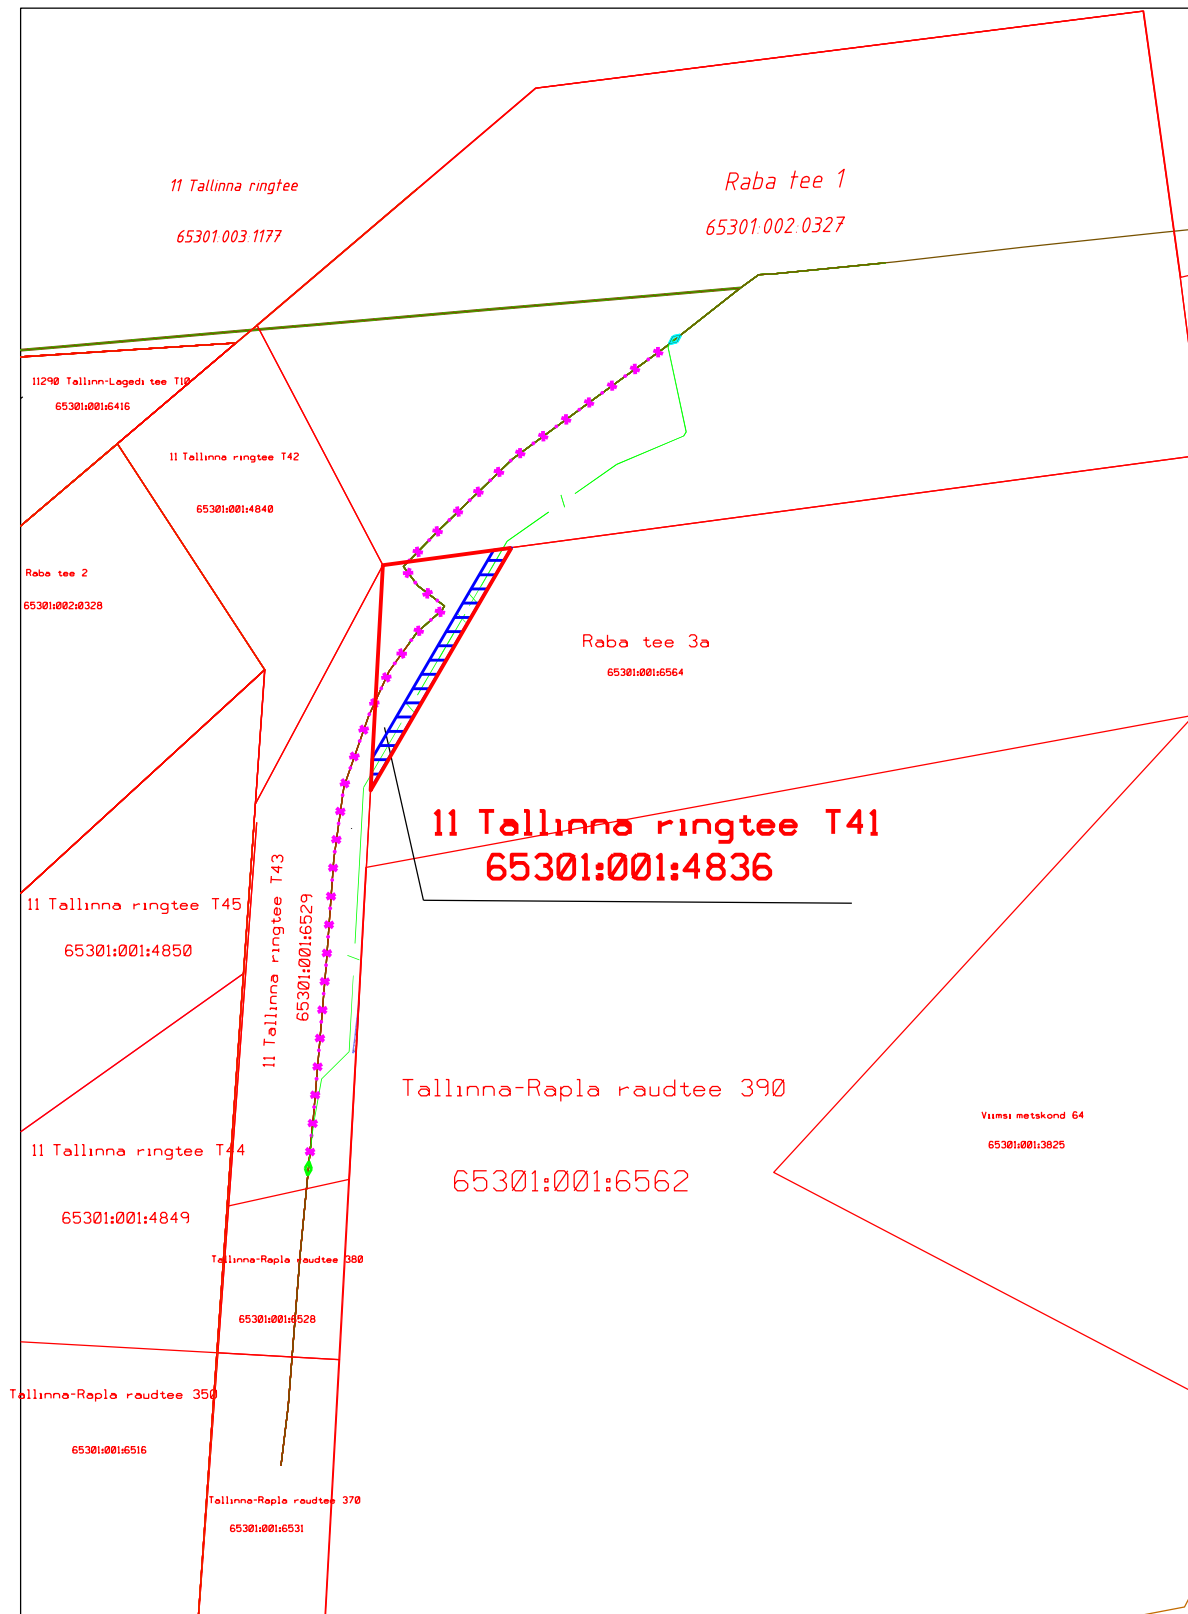 11 Tallinna ringtee
65301:003:1177
Raba tee 1
65301:002:0327
11290 Tallinn-Lagedi tee T10
65301:001:6416
11 Tallinna ringtee T42
65301:001:4840
Raba tee 2
65301:002:0328
Raba tee 3a
65301:001:6564
11 Tallinna ringtee T41
65301:001:4836
11 Tallinna ringtee T43
65301:001:6529
11 Tallinna ringtee T45
65301:001:4850
Tallinna-Rapla raudtee 390
65301:001:6562
Viimsi metskond 64
65301:001:3825
11 Tallinna ringtee T44
65301:001:4849
Tallinna-Rapla raudtee 380
65301:001:6528
Tallinna-Rapla raudtee 350
65301:001:6516
Tallinna-Rapla raudtee 370
65301:001:6531